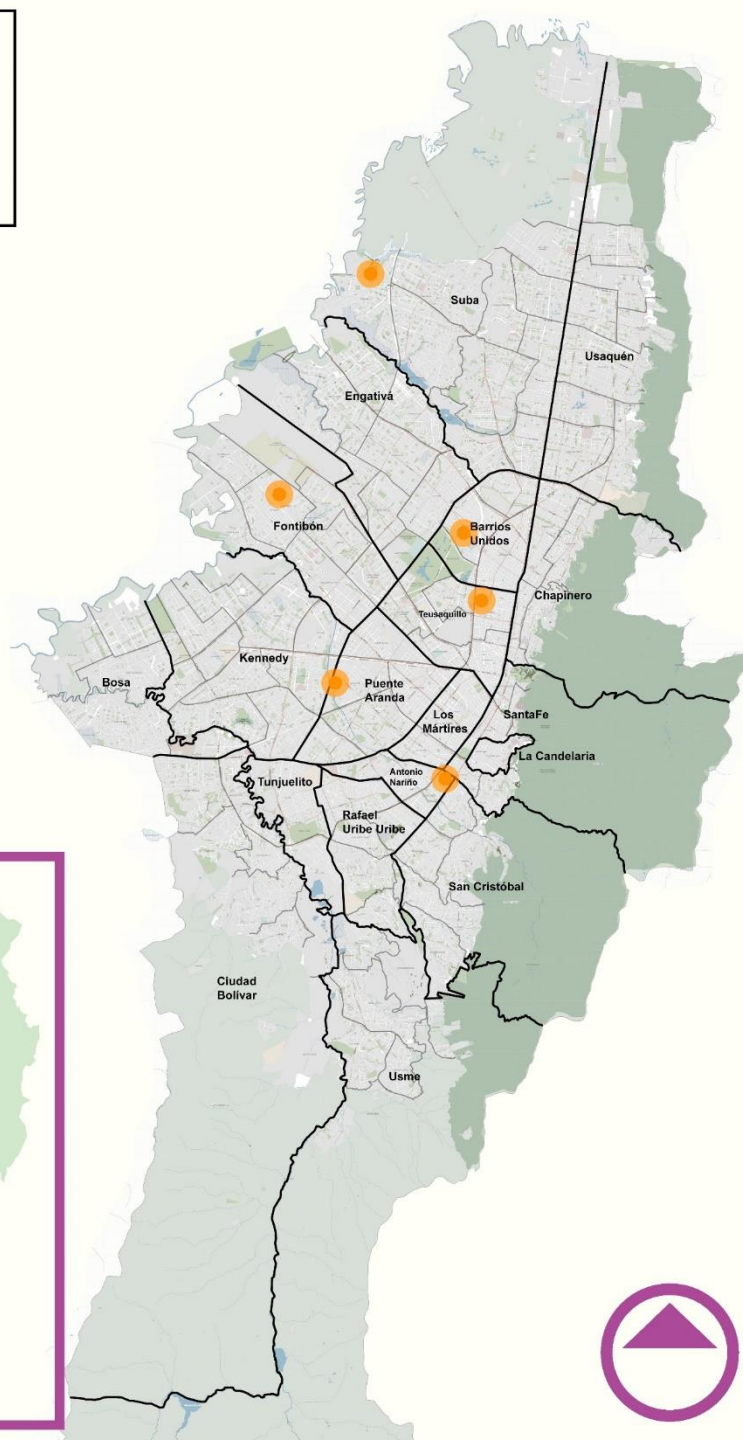 Suba
Usaquén
Engativá
Fontibón
Barrios
Unidos
Chapinero
Teusaquillo
Kennedy
Bosa
Puente
Aranda
Los
Mártires
SantaFe
La Candelaria
Antonio
Nariño
Tunjuelito
Rafael
Uribe Uribe
San Cristóbal
Ciudad
Bolívar
Usme